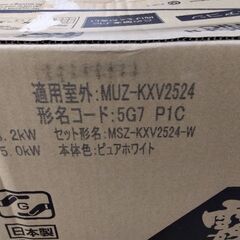 適用室外:MUZ-KXV2524
形名コード:5G7 P1C
.2kW セット形名:MSZ-KXV2524-W
5.0kW 本体色:ピュアホワイト
日本製
霧